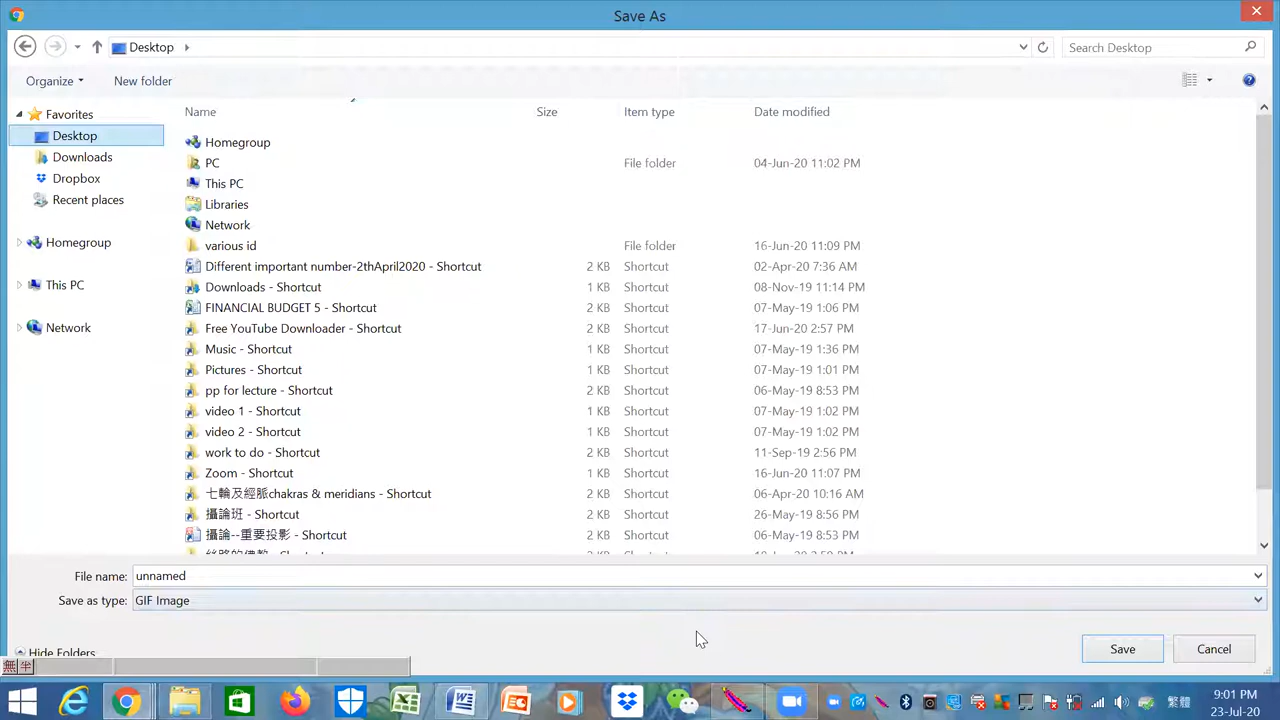 Save As
Desktop
Search Desktop
Organize New folder
Name Size Item type Date modified
Favorites
Desktop
Downloads
Dropbox
Recent places
Homegroup
This PC
Network
Homegroup
PC File folder 04-Jun-20 11:02 PM
This PC
Libraries
Network
various id File folder 16-Jun-20 11:09 PM
Different important number-2thApril2020 - Shortcut 2 KB Shortcut 02-Apr-20 7:36 AM
Downloads - Shortcut 1 KB Shortcut 08-Nov-19 11:14 PM
FINANCIAL BUDGET 5 - Shortcut 2 KB Shortcut 07-May-19 1:06 PM
Free YouTube Downloader - Shortcut 2 KB Shortcut 17-Jun-20 2:57 PM
Music - Shortcut 2 KB Shortcut 07-May-19 1:36 PM
Pictures - Shortcut 2 KB Shortcut 07-May-19 1:01 PM
pp for lecture - Shortcut 2 KB Shortcut 06-May-19 8:53 PM
video 1 - Shortcut 2 KB Shortcut 07-May-19 1:02 PM
video 2 - Shortcut 2 KB Shortcut 07-May-19 1:02 PM
work to do - Shortcut 2 KB Shortcut 11-Sep-19 2:56 PM
Zoom - Shortcut 1 KB Shortcut 16-Jun-20 11:07 PM
七輪及經脈chakras & meridians - Shortcut 2 KB Shortcut 06-Apr-20 10:16 AM
攝論班 - Shortcut 2 KB Shortcut 26-May-19 8:56 PM
攝論--重要投影 - Shortcut 2 KB Shortcut 06-May-19 8:53 PM
File name: unnamed
Save as type: GIF Image
Hide Folders
Save Cancel
無 半
繁體
9:01 PM
23-Jul-20